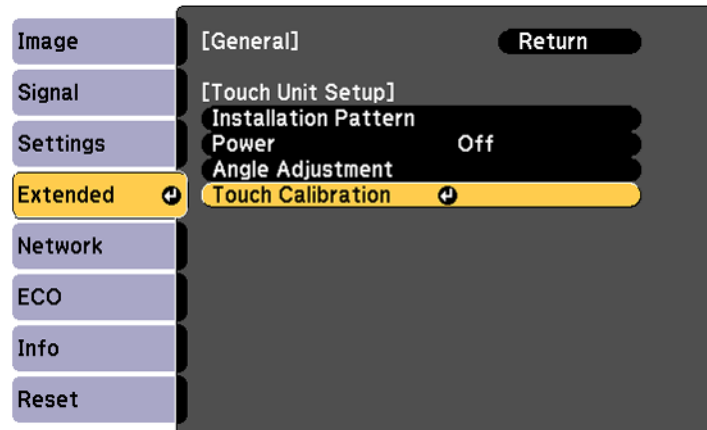 Image
Signal
Settings
Extended
Network
ECO
Info
Reset
[General] Return
[Touch Unit Setup]
Installation Pattern
Power Off
Angle Adjustment
Touch Calibration